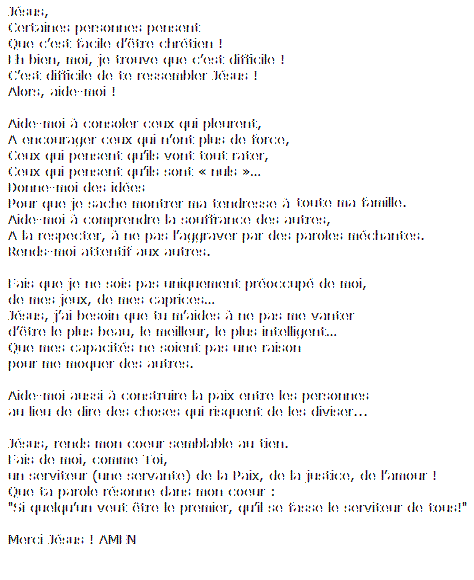 Jésus,
Certaines personnes pensent
Que c'est facile d'être chrétien !
Eh bien, moi, je trouve que c'est difficile !
C'est difficile de te ressembler Jésus !
Alors, aide-moi !

Aide-moi à consoler ceux qui pleurent,
A encourager ceux qui n'ont plus de force,
Ceux qui pensent qu'ils vont tout rater,
Ceux qui pensent qu'ils sont « nuls »...
Donne-moi des idées
Pour que je sache montrer ma tendresse à toute ma famille.
Aide-moi à comprendre la souffrance des autres,
A la respecter, à ne pas l'aggraver par des paroles méchantes.
Rends-moi attentif aux autres.

Fais que je ne sois pas uniquement préoccupé de moi,
de mes jeux, de mes caprices...
Jésus, j'ai besoin que tu m'aides à ne pas me vanter
d'être le plus beau, le meilleur, le plus intelligent...
Que mes capacités ne soient pas une raison
pour me moquer des autres.

Aide-moi aussi à construire la paix entre les personnes
au lieu de dire des choses qui risquent de les diviser...

Jésus, rends mon coeur semblable au tien.
Fais de moi, comme Toi,
un serviteur (une servante) de la Paix, de la justice, de l'amour !
Que ta parole résonne dans mon coeur :
"Si quelqu'un veut être le premier, qu'il se fasse le serviteur de tous!"

Merci Jésus ! AMEN